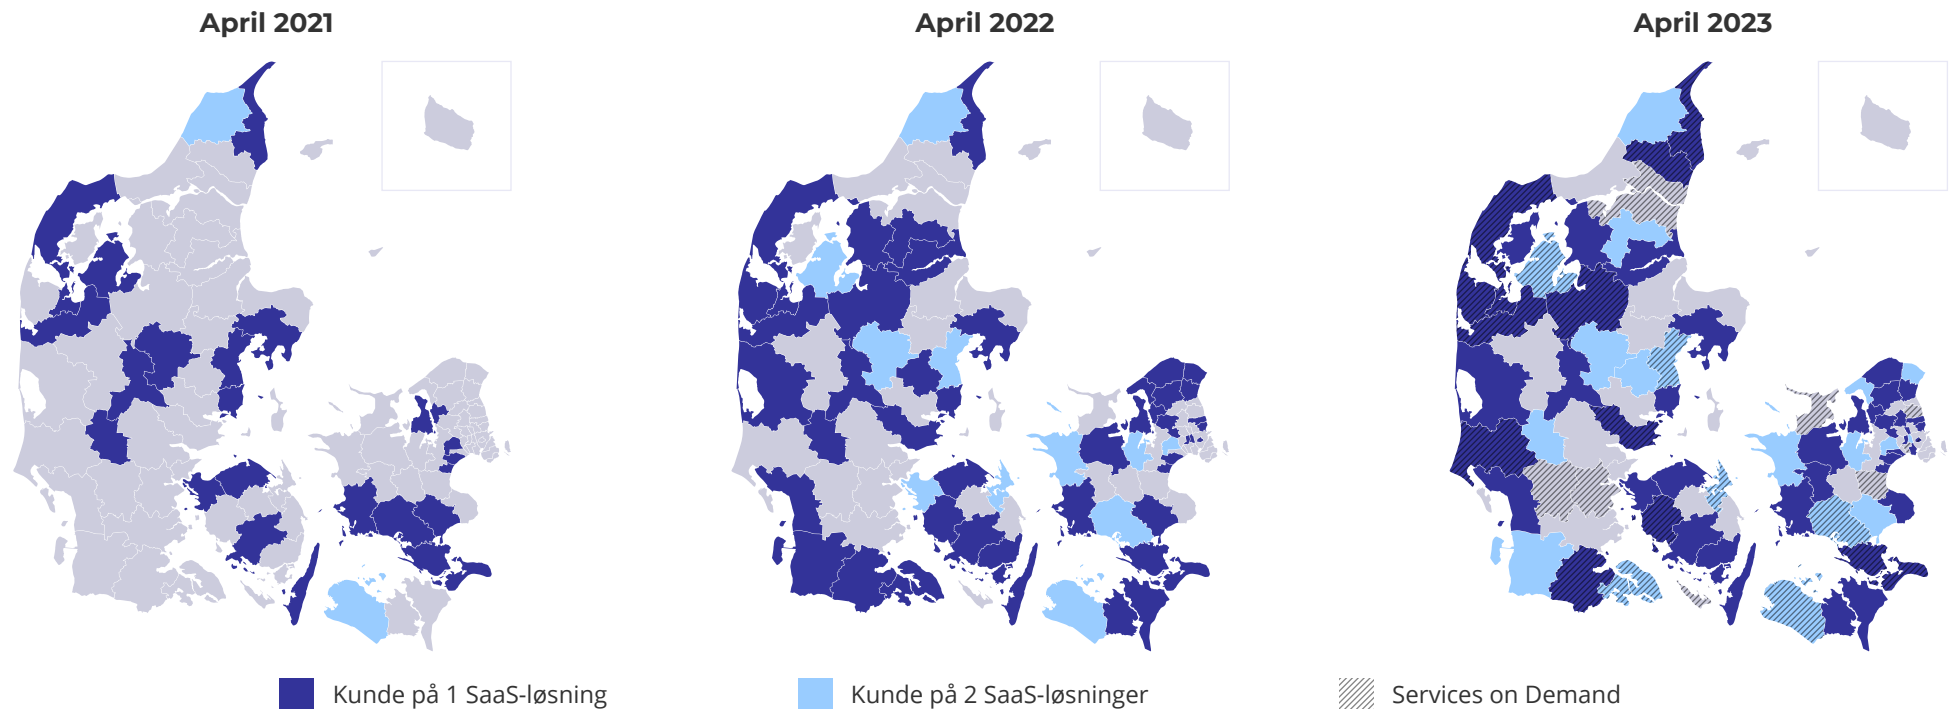 April 2021
April 2022
April 2023
Kunde på 1 SaaS-løsning
Kunde på 2 SaaS-løsninger
Services on Demand